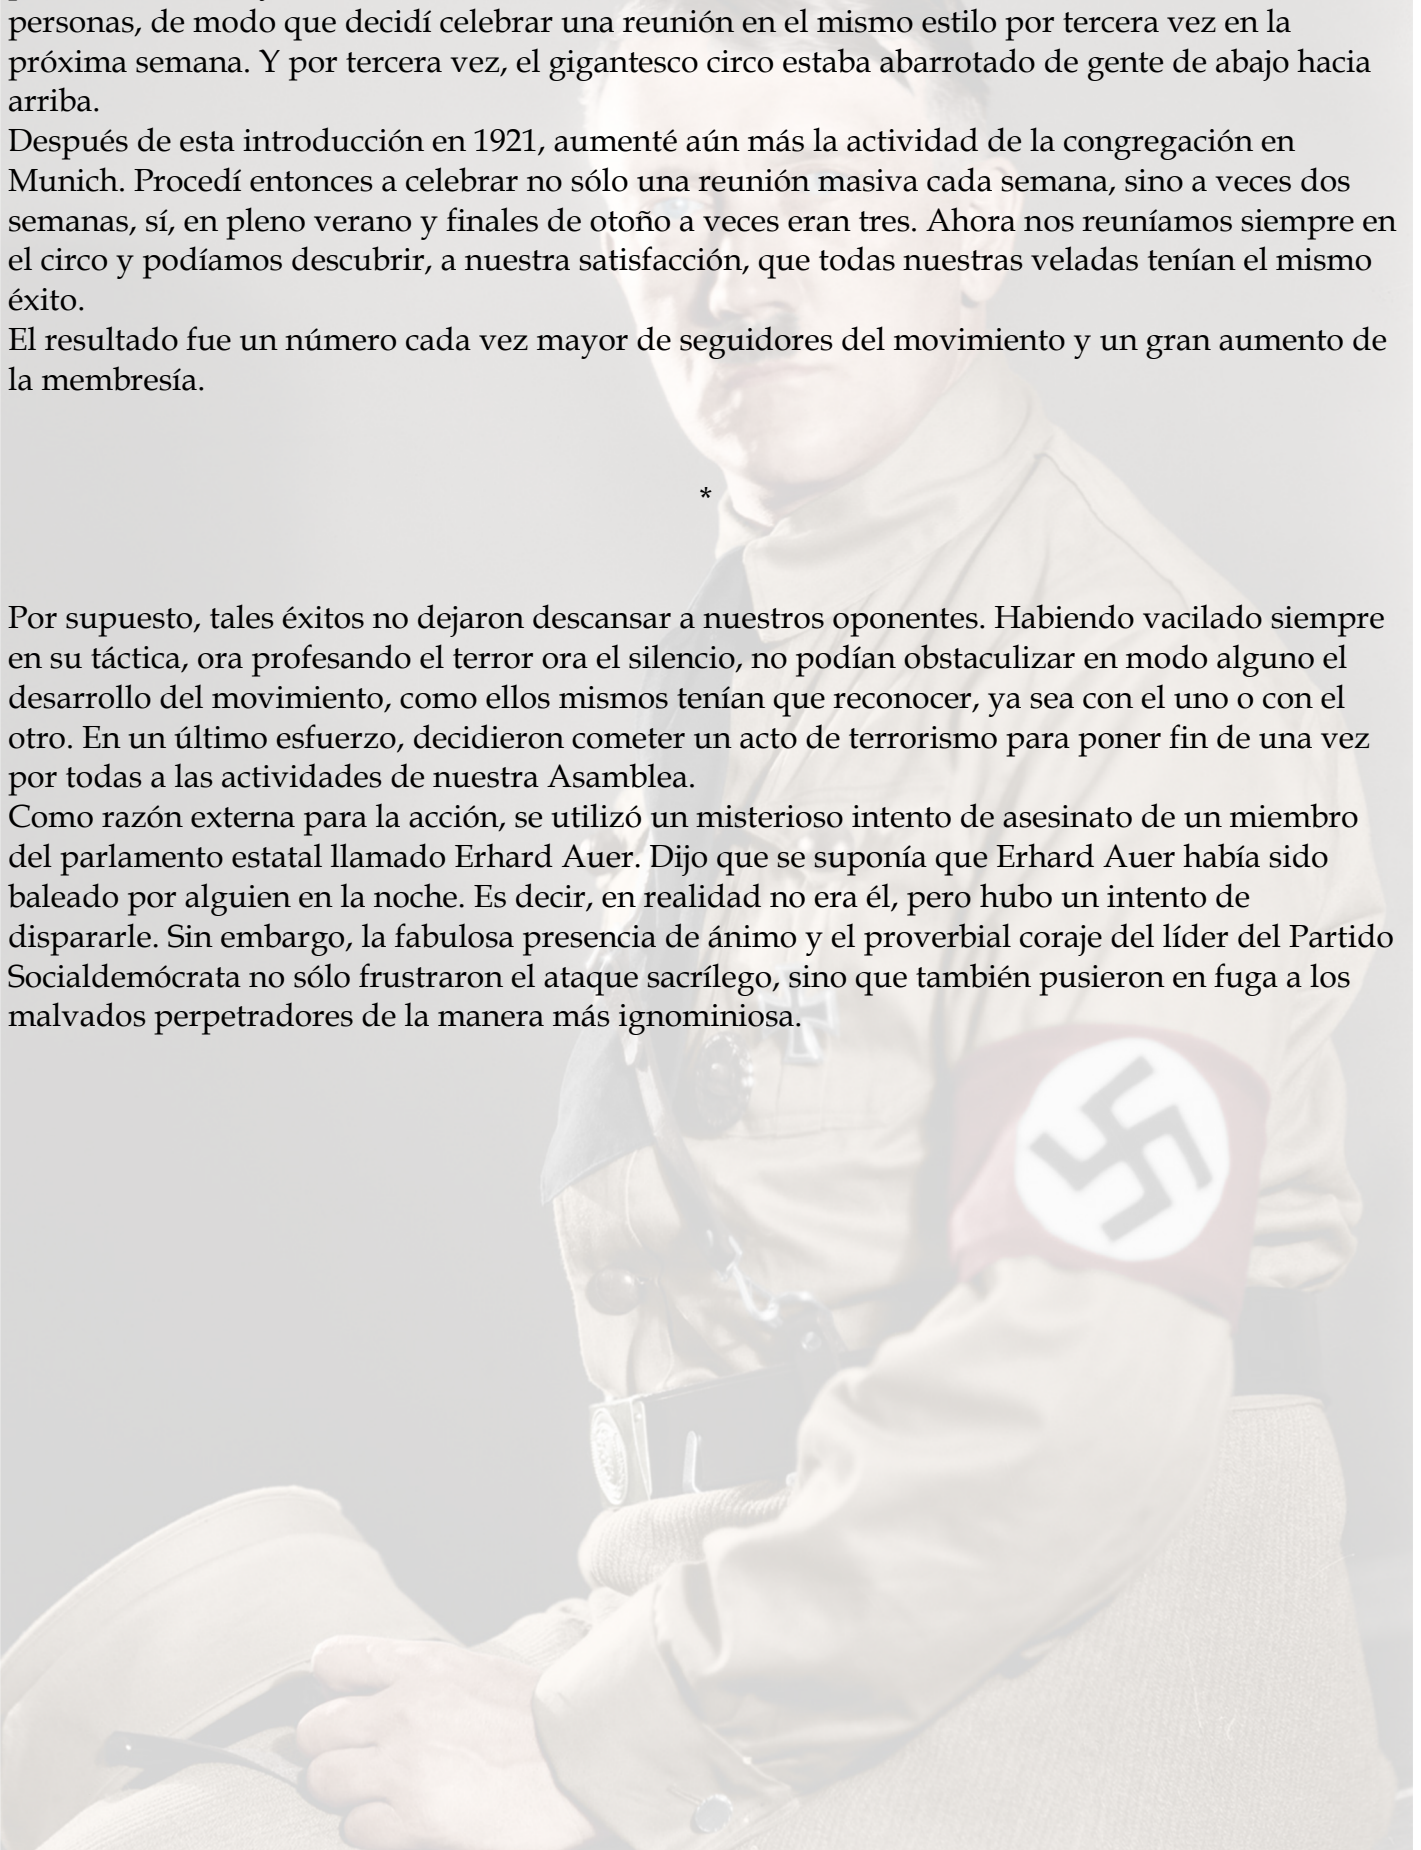 personas, de modo que decidí celebrar una reunión en el mismo estilo por tercera vez en la
próxima semana. Y por tercera vez, el gigantesco circo estaba abarrotado de gente de abajo hacia
arriba.
Después de esta introducción en 1921, aumenté aún más la actividad de la congregación en
Munich. Procedí entonces a celebrar no sólo una reunión masiva cada semana, sino a veces dos
semanas, sí, en pleno verano y finales de otoño a veces eran tres. Ahora nos reuníamos siempre en
el circo y podíamos descubrir, a nuestra satisfacción, que todas nuestras veladas tenían el mismo
éxito.
El resultado fue un número cada vez mayor de seguidores del movimiento y un gran aumento de
la membresía.
*
Por supuesto, tales éxitos no dejaron descansar a nuestros oponentes. Habiendo vacilado siempre
en su táctica, ora profesando el terror ora el silencio, no podían obstaculizar en modo alguno el
desarrollo del movimiento, como ellos mismos tenían que reconocer, ya sea con el uno o con el
otro. En un último esfuerzo, decidieron cometer un acto de terrorismo para poner fin de una vez
por todas a las actividades de nuestra Asamblea.
Como razón externa para la acción, se utilizó un misterioso intento de asesinato de un miembro
del parlamento estatal llamado Erhard Auer. Dijo que se suponía que Erhard Auer había sido
baleado por alguien en la noche. Es decir, en realidad no era él, pero hubo un intento de
dispararle. Sin embargo, la fabulosa presencia de ánimo y el proverbial coraje del líder del Partido
Socialdemócrata no sólo frustraron el ataque sacrílego, sino que también pusieron en fuga a los
malvados perpetradores de la manera más ignominiosa.